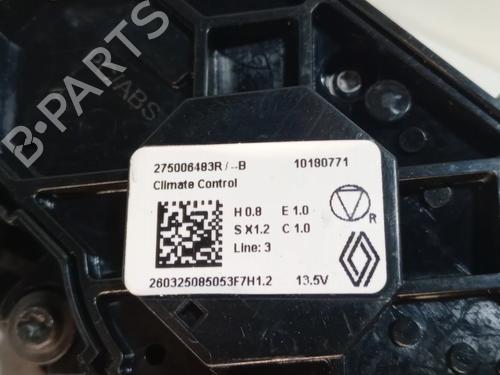 B-PARTS
ABS
275006483R / --B 10180771
Climate Control
H 0.8 E 1.0
S X1.2 C 1.0
R
Line: 3
260325085053F7H1.2 13.5V